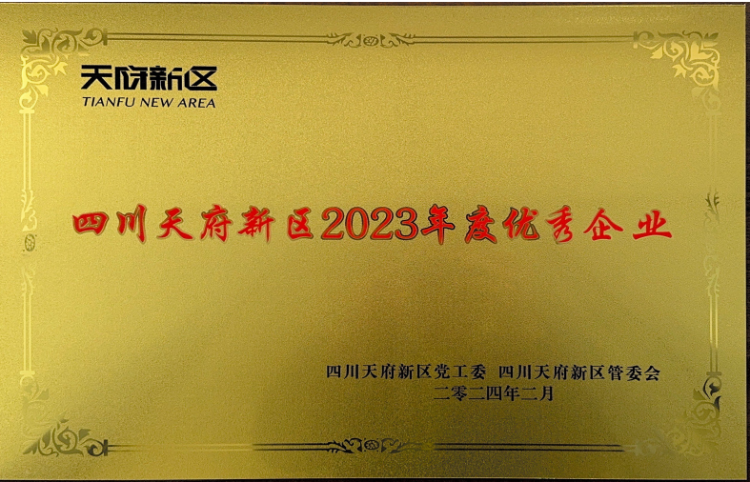 天府新区
TIANFU NEW AREA
四川天府新区2023年度优秀企业
四川天府新区党工委 四川天府新区管委会
二零二四年二月